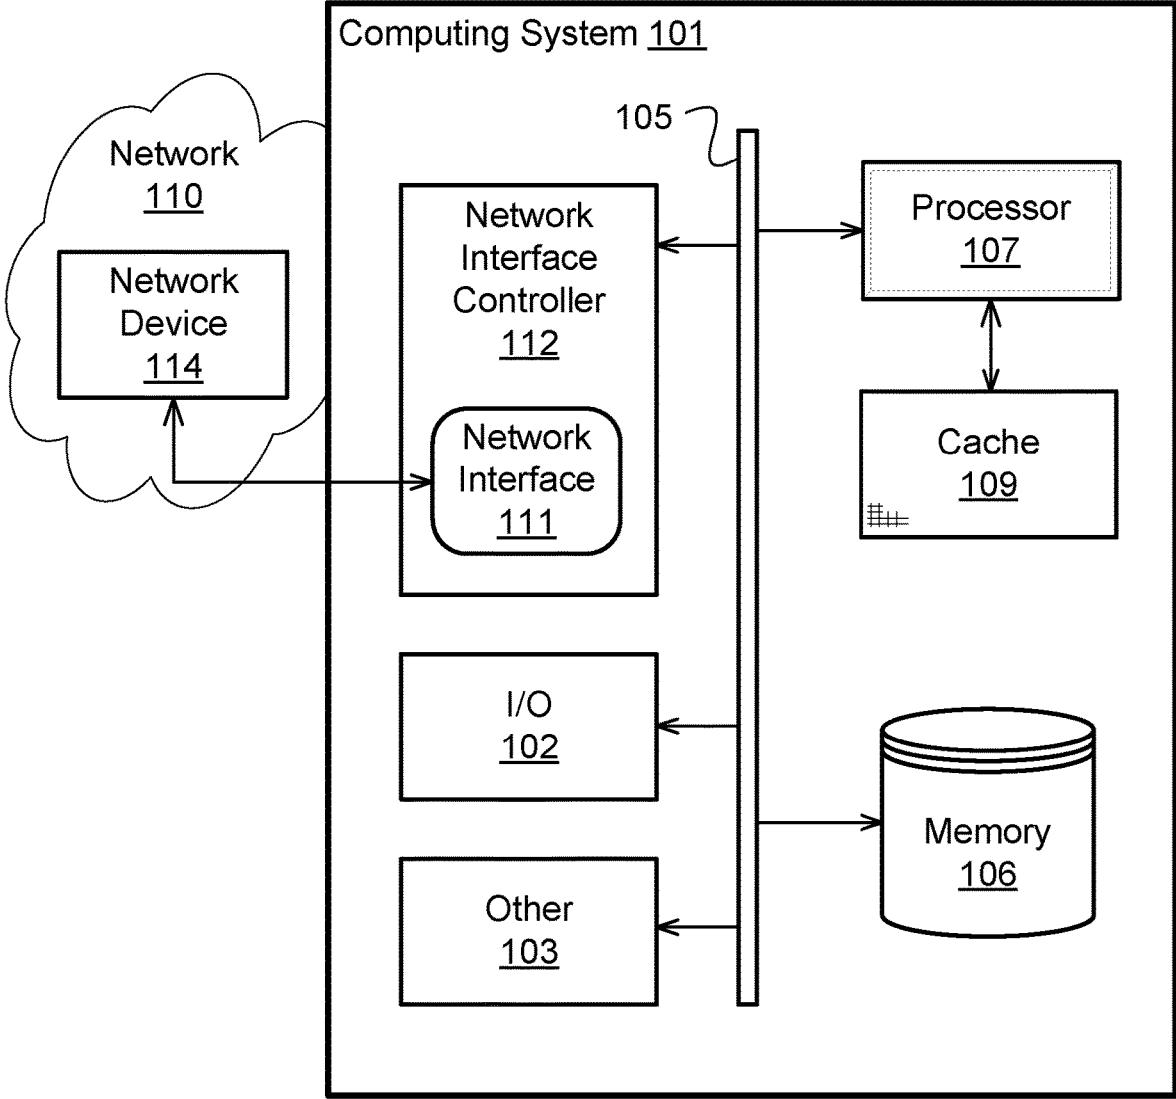 Computing System 101
105
Network
110
Network
Device
114
Network
Interface
Controller
112
Network
Interface
111
Processor
107
Cache
109
I/O
102
Memory
106
Other
103